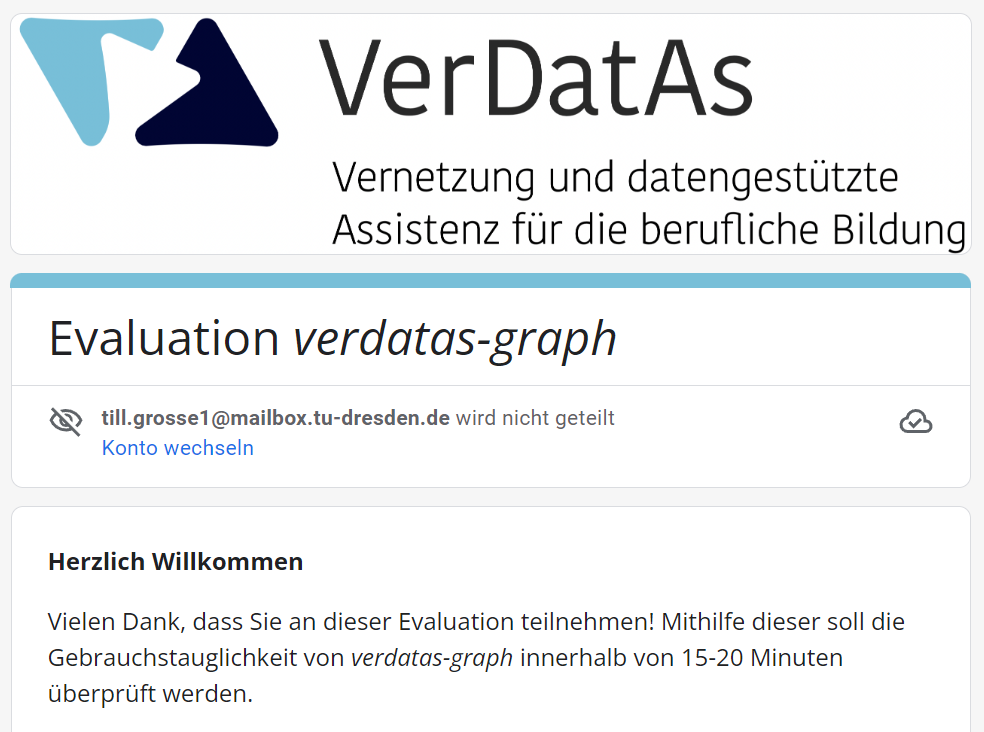 VerDatAs
Vernetzung und datengestützte
Assistenz für die berufliche Bildung
Evaluation verdatas-graph
till.grosse1@mailbox.tu-dresden.de wird nicht geteilt
Konto wechseln
Herzlich Willkommen
Vielen Dank, dass Sie an dieser Evaluation teilnehmen! Mithilfe dieser soll die
Gebrauchstauglichkeit von verdatas-graph innerhalb von 15-20 Minuten
überprüft werden.